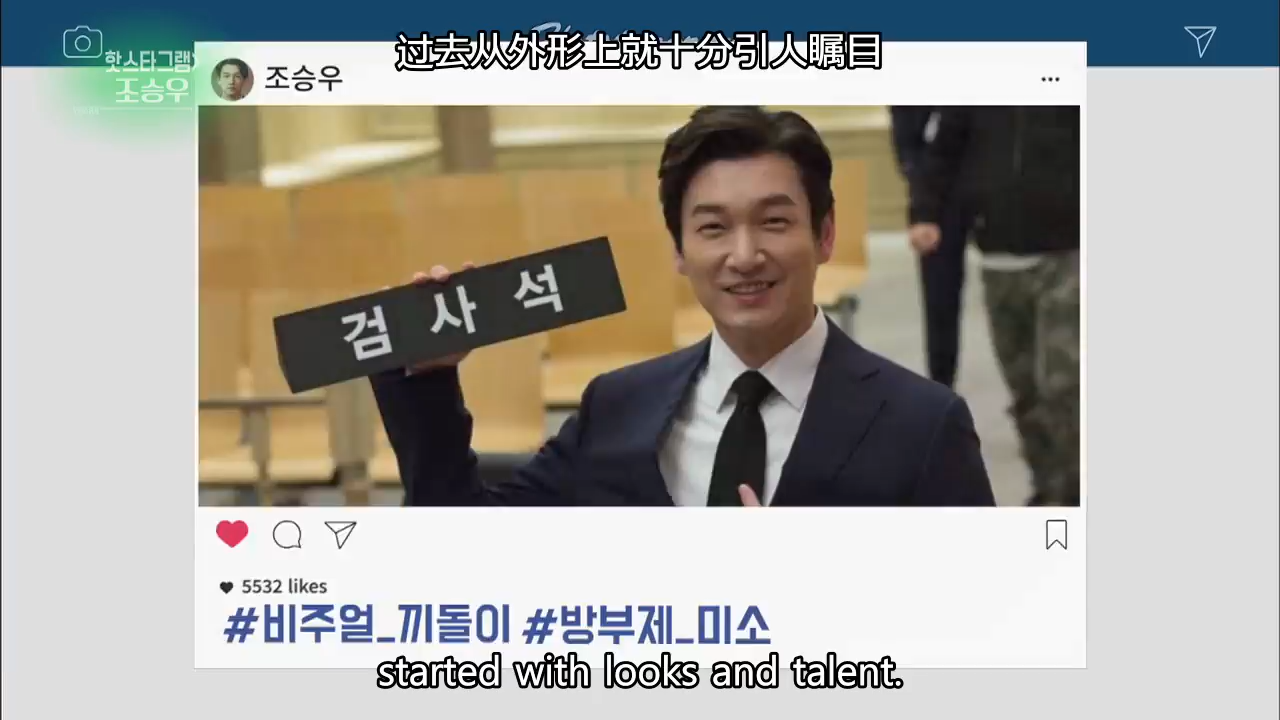 过去从外形上就十分引人瞩目
핫스타그램X
조승우
조승우
검사석
5532 likes
#비주얼_끼돌이 #방부제_미소
started with looks and talent.